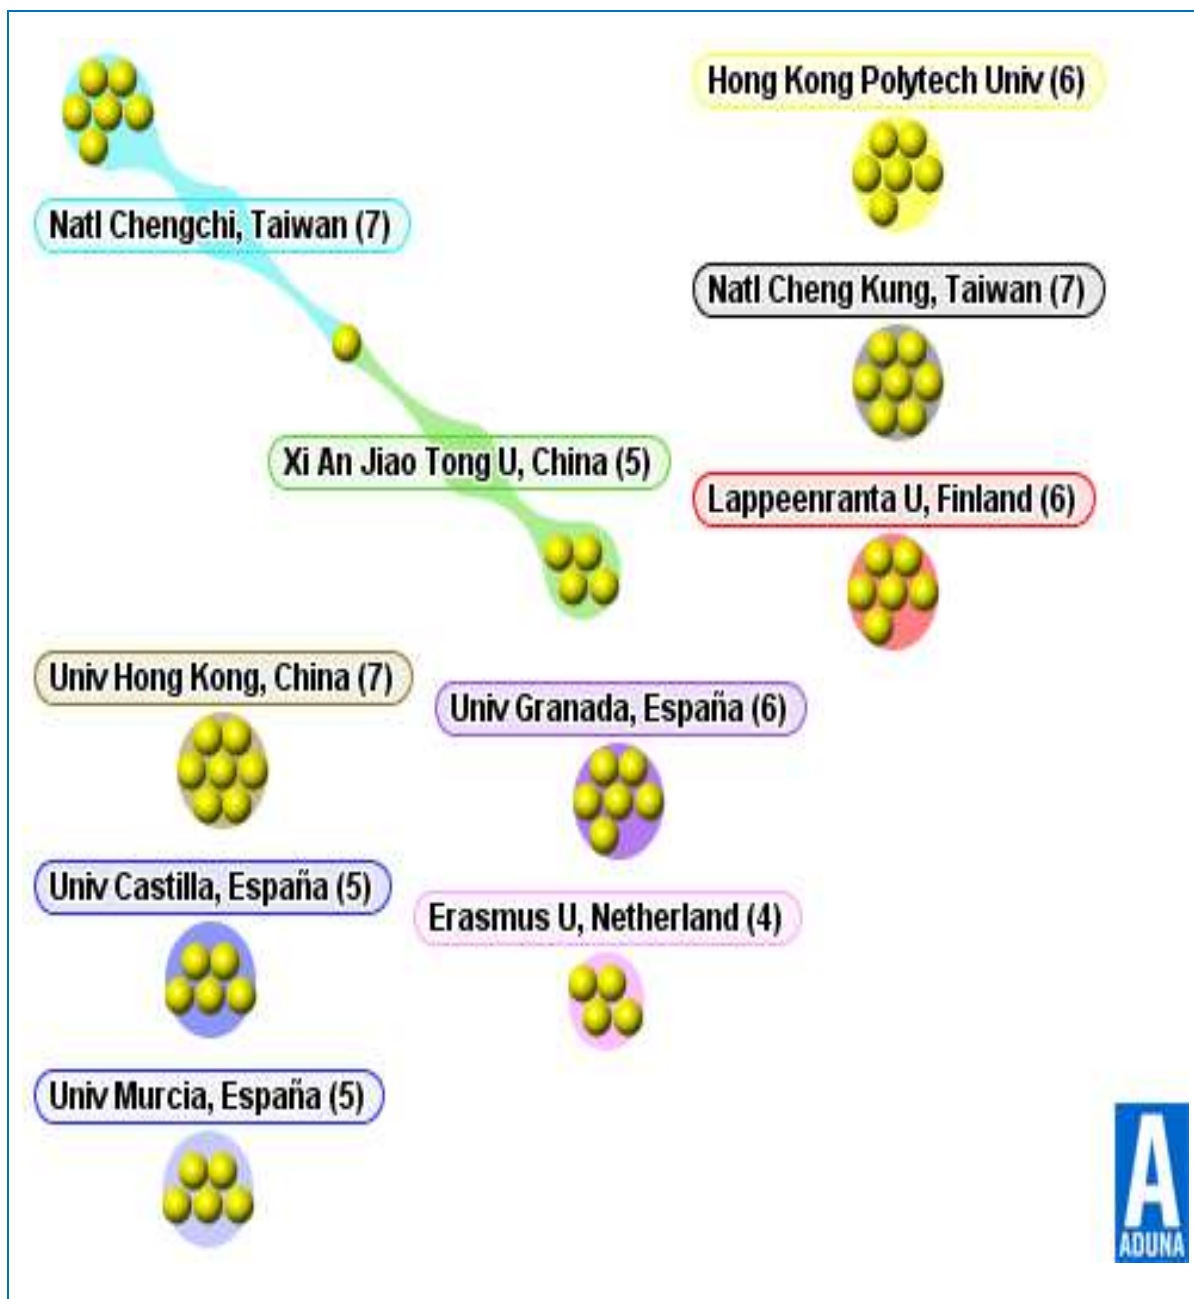 Hong Kong Polytech Univ (6)
Natl Chengchi, Taiwan (7)
Natl Cheng Kung, Taiwan (7)
Xi An Jiao Tong U, China (5)
Lappeenranta U, Finland (6)
Univ Hong Kong, China (7)
Univ Granada, España (6)
Univ Castilla, España (5)
Erasmus U, Netherland (4)
Univ Murcia, España (5)
A
ADUNA